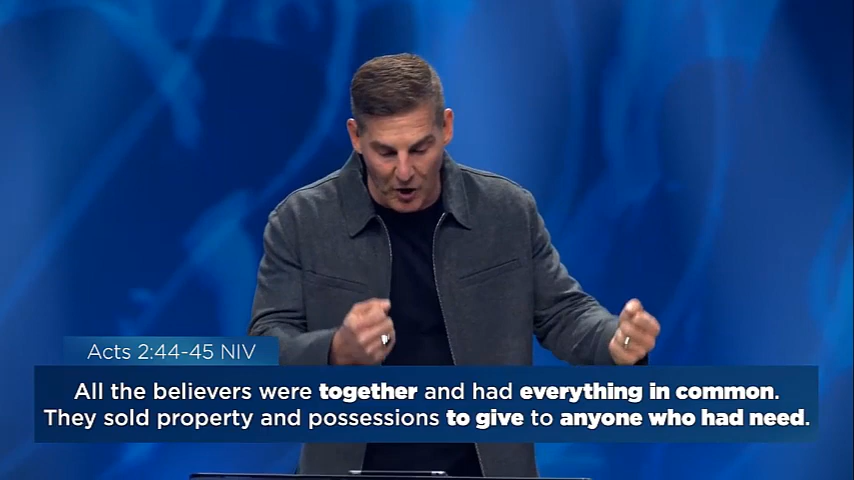 Acts 2:44-45 NIV
All the believers were together and had everything in common.
They sold property and possessions to give to anyone who had need.